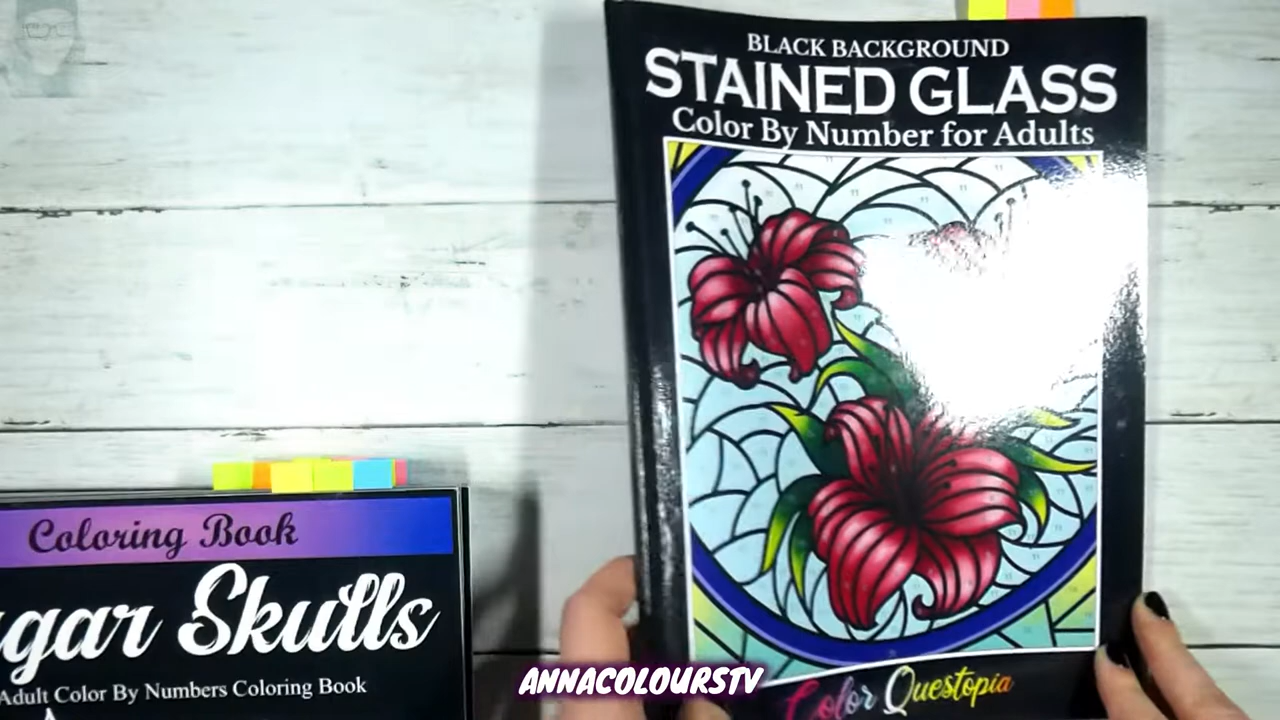 BLACK BACKGROUND
STAINED GLASS
Color By Number for Adults
Color Questopia
Coloring Book
gar Skulls
Adult Color By Numbers Coloring Book
ANNACOLOURSTV